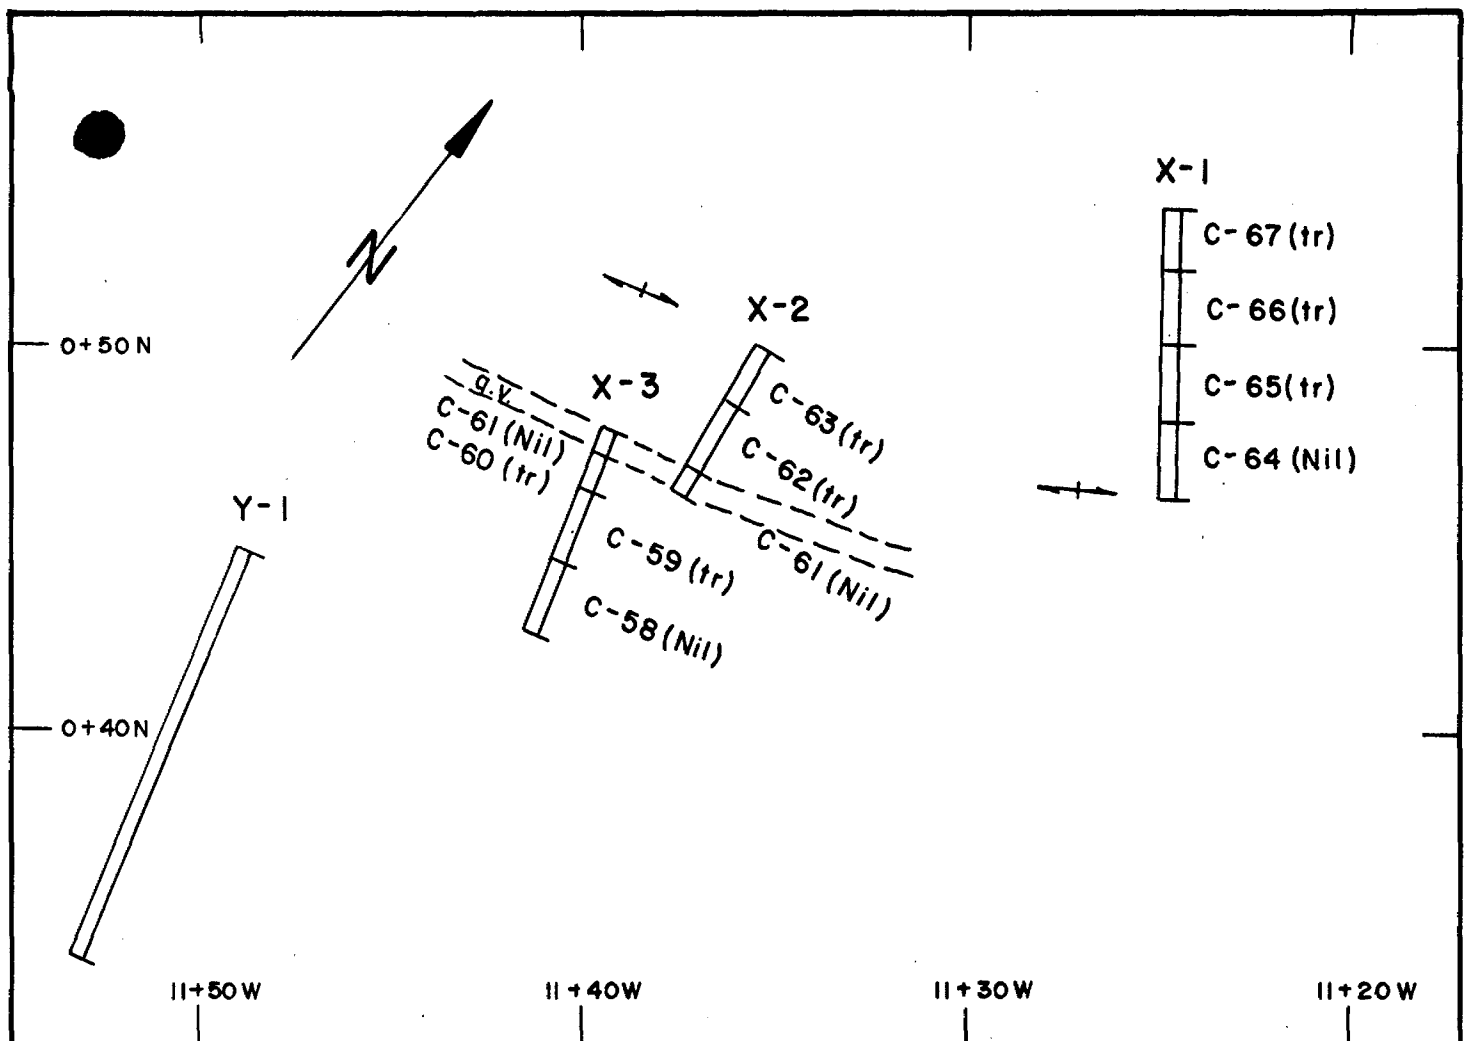 X-1
C-67(tr)
N
X-2
C-66(tr)
0+50N
q.v.
X-3
C-63(tr)
C-65(tr)
C-61(Nil)
C-60(tr)
C-62(tr)
C-64(Nil)
Y-1
C-59(tr)
C-61(Nil)
C-58(Nil)
0+40N
11+50W
11+40W
11+30W
11+20W